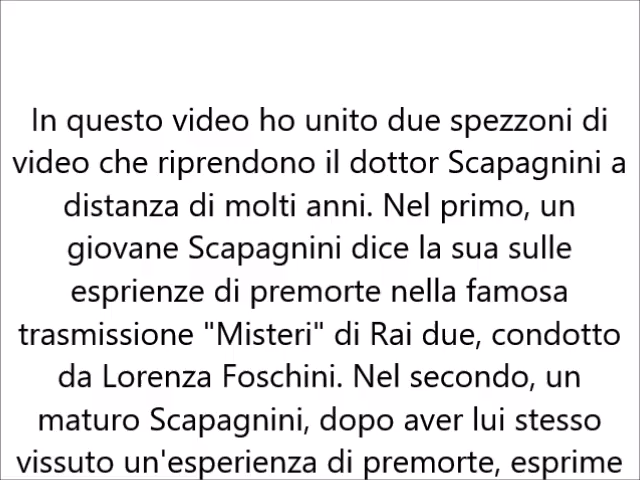 In questo video ho unito due spezzoni di
video che riprendono il dottor Scapagnini a
distanza di molti anni. Nel primo, un
giovane Scapagnini dice la sua sulle
esprienze di premorte nella famosa
trasmissione "Misteri" di Rai due, condotto
da Lorenza Foschini. Nel secondo, un
maturo Scapagnini, dopo aver lui stesso
vissuto un'esperienza di premorte, esprime